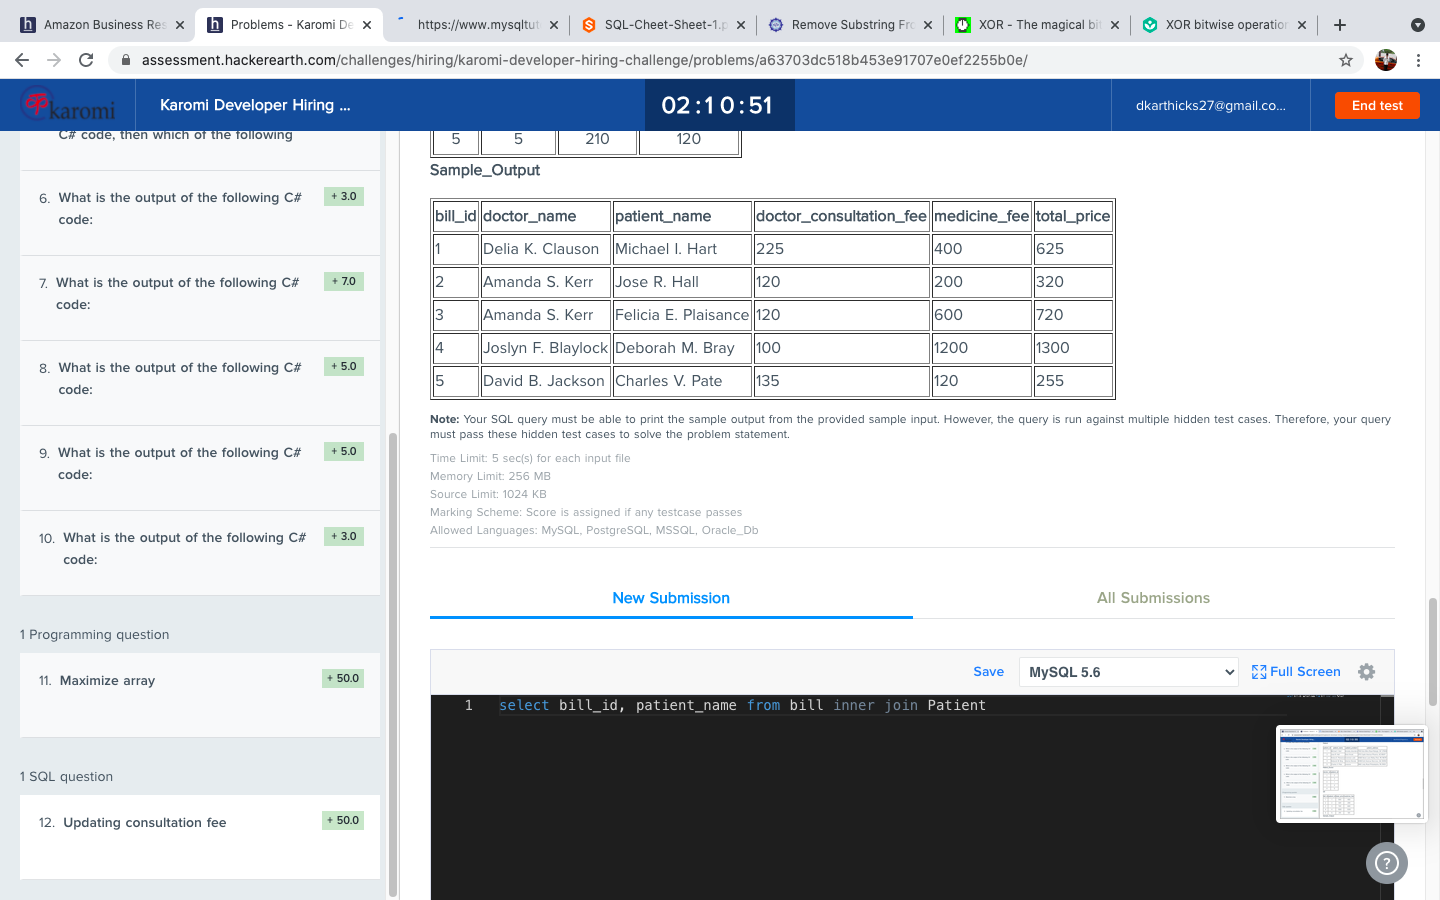 Amazon Business Res
Problems - Karomi De
https://www.mysqltut
SQL-Cheet-Sheet-1.p
Remove Substring Fro
XOR - The magical bit
XOR bitwise operation
assessment.hackerearth.com/challenges/hiring/karomi-developer-hiring-challenge/problems/a63703dc518b453e91707e0ef2255b0e/
karomi
Karomi Developer Hiring ...
02:10:51
dkarthicks27@gmail.co...
End test
C# code, then which of the following
6. What is the output of the following C# code: + 3.0
7. What is the output of the following C# code: + 7.0
8. What is the output of the following C# code: + 5.0
9. What is the output of the following C# code: + 5.0
10. What is the output of the following C# code: + 3.0
1 Programming question
11. Maximize array + 50.0
1 SQL question
12. Updating consultation fee + 50.0
5 5 210 120
Sample_Output
bill_id doctor_name patient_name doctor_consultation_fee medicine_fee total_price
1 Delia K. Clauson Michael I. Hart 225 400 625
2 Amanda S. Kerr Jose R. Hall 120 200 320
3 Amanda S. Kerr Felicia E. Plaisance 120 600 720
4 Joslyn F. Blaylock Deborah M. Bray 100 1200 1300
5 David B. Jackson Charles V. Pate 135 120 255
Note: Your SQL query must be able to print the sample output from the provided sample input. However, the query is run against multiple hidden test cases. Therefore, your query
must pass these hidden test cases to solve the problem statement.
Time Limit: 5 sec(s) for each input file
Memory Limit: 256 MB
Source Limit: 1024 KB
Marking Scheme: Score is assigned if any testcase passes
Allowed Languages: MySQL, PostgreSQL, MSSQL, Oracle_Db
New Submission
All Submissions
Save
MySQL 5.6
Full Screen
1 select bill_id, patient_name from bill inner join Patient
?